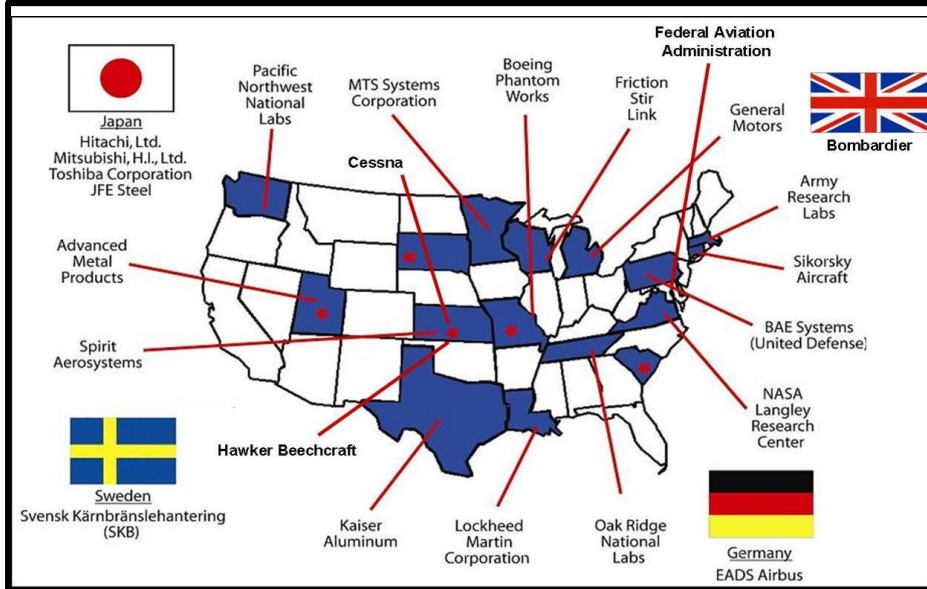 Federal Aviation
Administration
Japan
Hitachi, Ltd.
Mitsubishi, H.I., Ltd.
Toshiba Corporation
JFE Steel
Pacific
Northwest
National
Labs
MTS Systems
Corporation
Boeing
Phantom
Works
Friction
Stir
Link
General
Motors
Bombardier
Cessna
Army
Research
Labs
Advanced
Metal
Products
Sikorsky
Aircraft
Spirit
Aerosystems
BAE Systems
(United Defense)
NASA
Langley
Research
Center
Hawker Beechcraft
Sweden
Svensk Kärnbränslehantering
(SKB)
Kaiser
Aluminum
Lockheed
Martin
Corporation
Oak Ridge
National
Labs
Germany
EADS Airbus